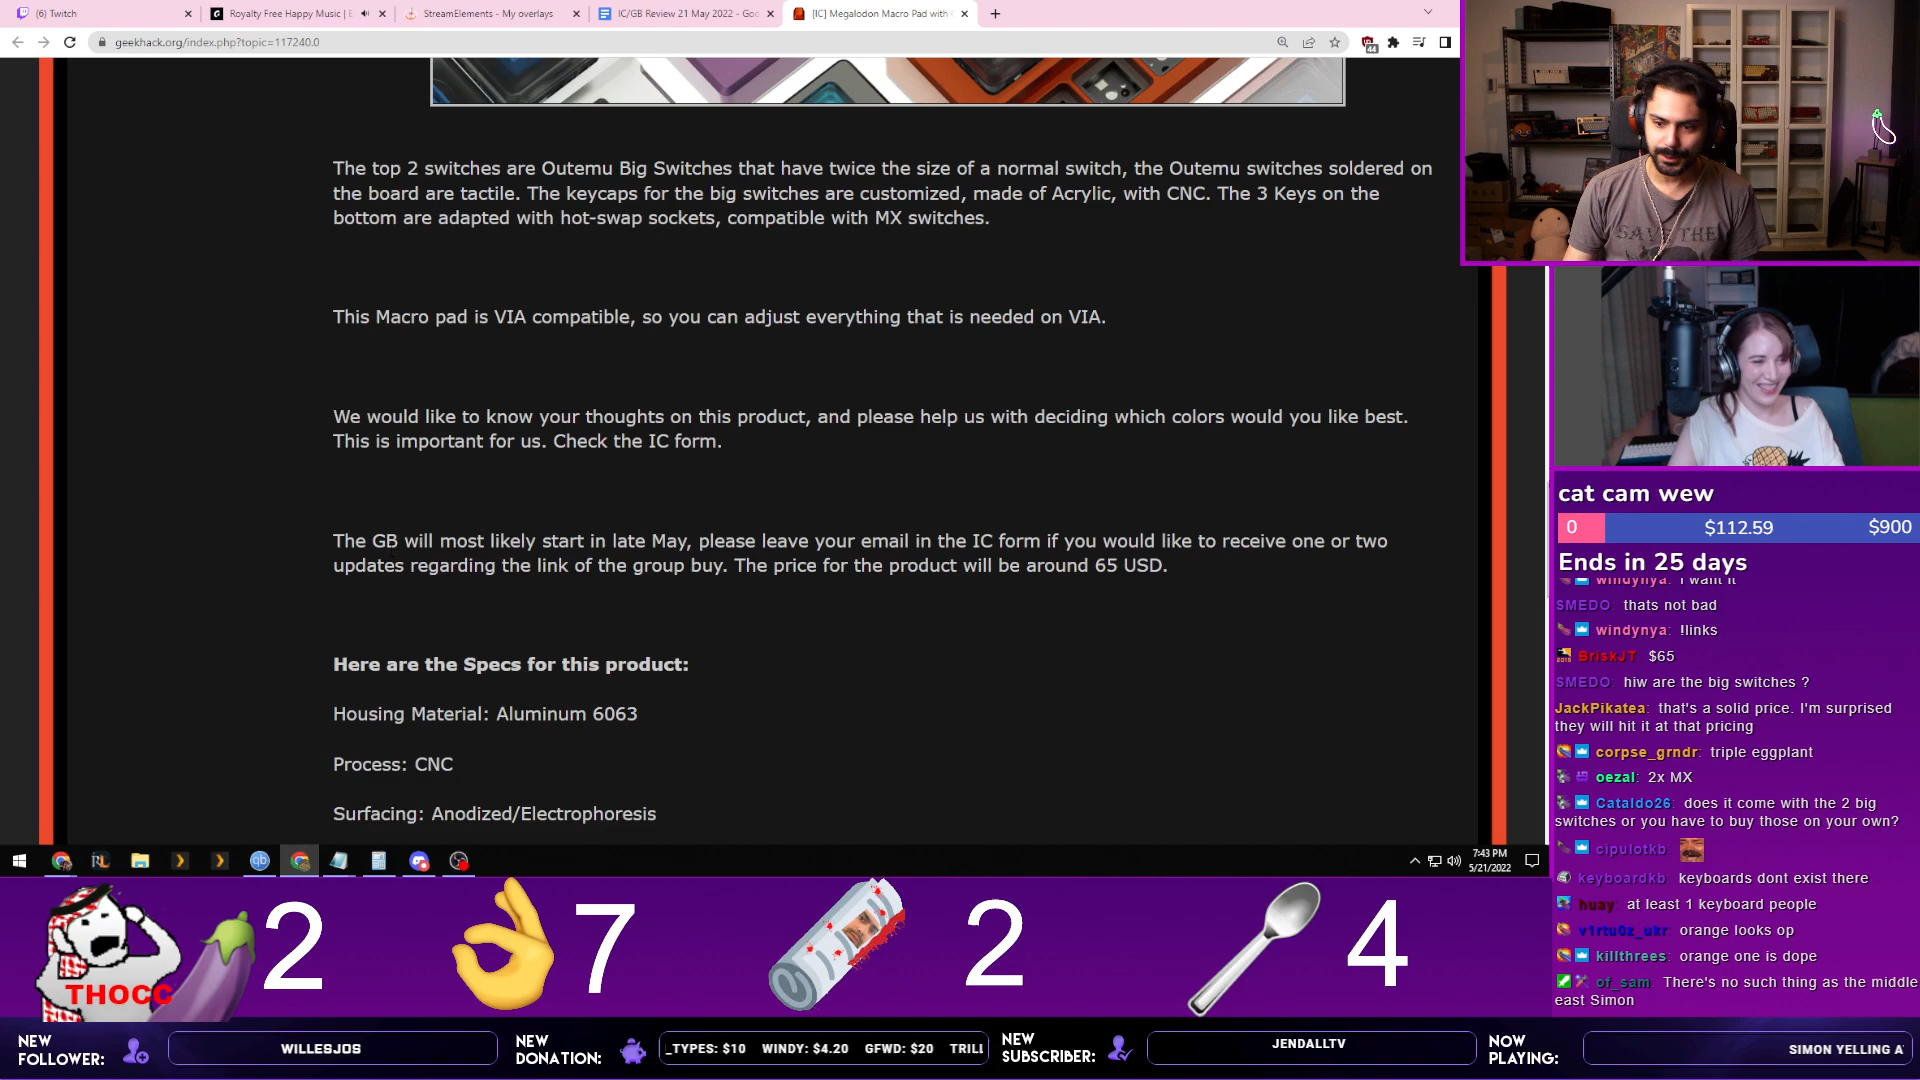 (6) Twitch
Royalty Free Happy Music | E
StreamElements - My overlays
IC/GB Review 21 May 2022 - Goo
[IC] Megalodon Macro Pad with
geekhack.org/index.php?topic=117240.0
44
The top 2 switches are Outemu Big Switches that have twice the size of a normal switch, the Outemu switches soldered on
the board are tactile. The keycaps for the big switches are customized, made of Acrylic, with CNC. The 3 Keys on the
bottom are adapted with hot-swap sockets, compatible with MX switches.
This Macro pad is VIA compatible, so you can adjust everything that is needed on VIA.
We would like to know your thoughts on this product, and please help us with deciding which colors would you like best.
This is important for us. Check the IC form.
The GB will most likely start in late May, please leave your email in the IC form if you would like to receive one or two
updates regarding the link of the group buy. The price for the product will be around 65 USD.
Here are the Specs for this product:
Housing Material: Aluminum 6063
Process: CNC
Surfacing: Anodized/Electrophoresis
7:43 PM
5/21/2022
SAVE THE
cat cam wew
0 $112.59 $900
Ends in 25 days
windynya: I want it
SMEDO: thats not bad
windynya: !links
BriskJT: $65
SMEDO: hiw are the big switches ?
JackPikatea: that's a solid price. I'm surprised
they will hit it at that pricing
corpse_grndr: triple eggplant
oezal: 2x MX
Cataldo26: does it come with the 2 big
switches or you have to buy those on your own?
cipulotkb:
keyboardkb: keyboards dont exist there
huay: at least 1 keyboard people
v1rtu0z_ukr: orange looks op
killthrees: orange one is dope
of_sam: There's no such thing as the middle
east Simon
THOCC
2
7
2
4
NEW
FOLLOWER:
WILLESJOS
NEW
DONATION:
_TYPES: $10 WINDY: $4.20 GFWD: $20 TRILL
NEW
SUBSCRIBER:
JENDALLTV
NOW
PLAYING:
SIMON YELLING A